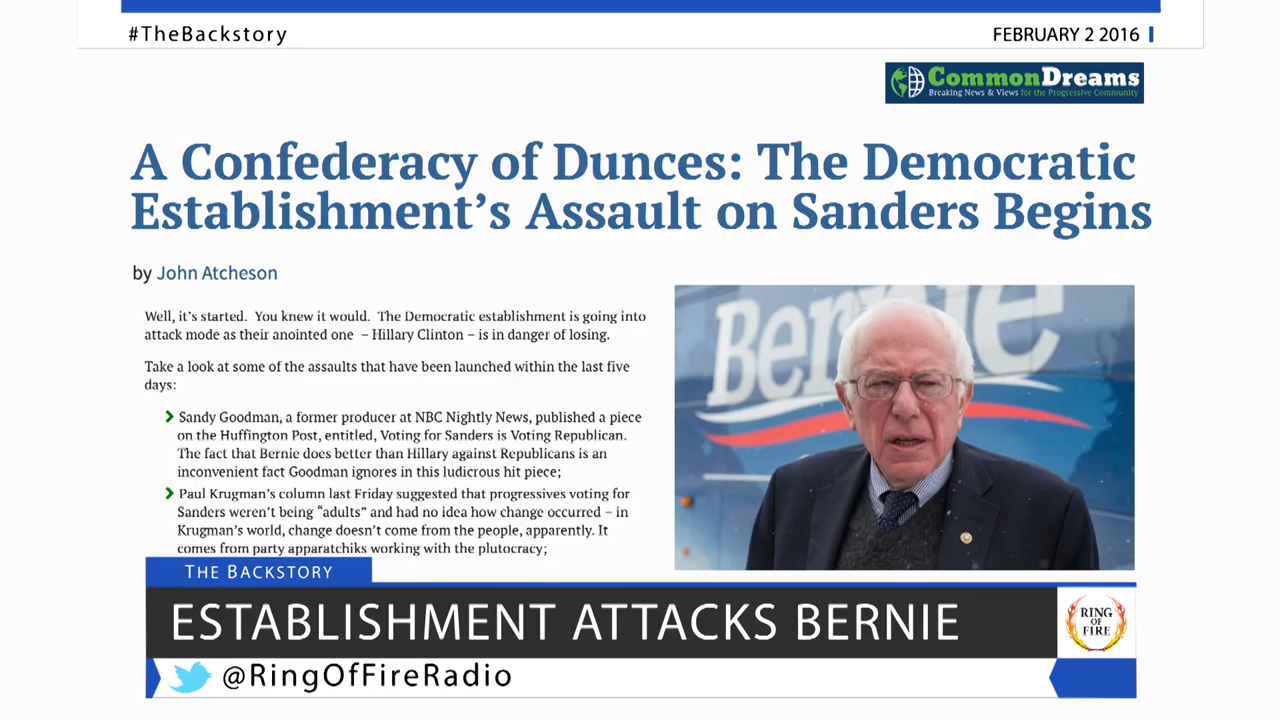 #TheBackstory
FEBRUARY 2 2016
CommonDreams
Breaking News & Views for the Progressive Community
A Confederacy of Dunces: The Democratic
Establishment's Assault on Sanders Begins
by John Atcheson
Well, it's started. You knew it would. The Democratic establishment is going into
attack mode as their anointed one – Hillary Clinton – is in danger of losing.
Take a look at some of the assaults that have been launched within the last five
days:
Sandy Goodman, a former producer at NBC Nightly News, published a piece
on the Huffington Post, entitled, Voting for Sanders is Voting Republican.
The fact that Bernie does better than Hillary against Republicans is an
inconvenient fact Goodman ignores in this ludicrous hit piece;
Paul Krugman's column last Friday suggested that progressives voting for
Sanders weren't being "adults" and had no idea how change occurred – in
Krugman's world, change doesn't come from the people, apparently. It
comes from party apparatchiks working with the plutocracy;
Bernie
THE BACKSTORY
ESTABLISHMENT ATTACKS BERNIE
RING
OF
FIRE
@RingOfFireRadio